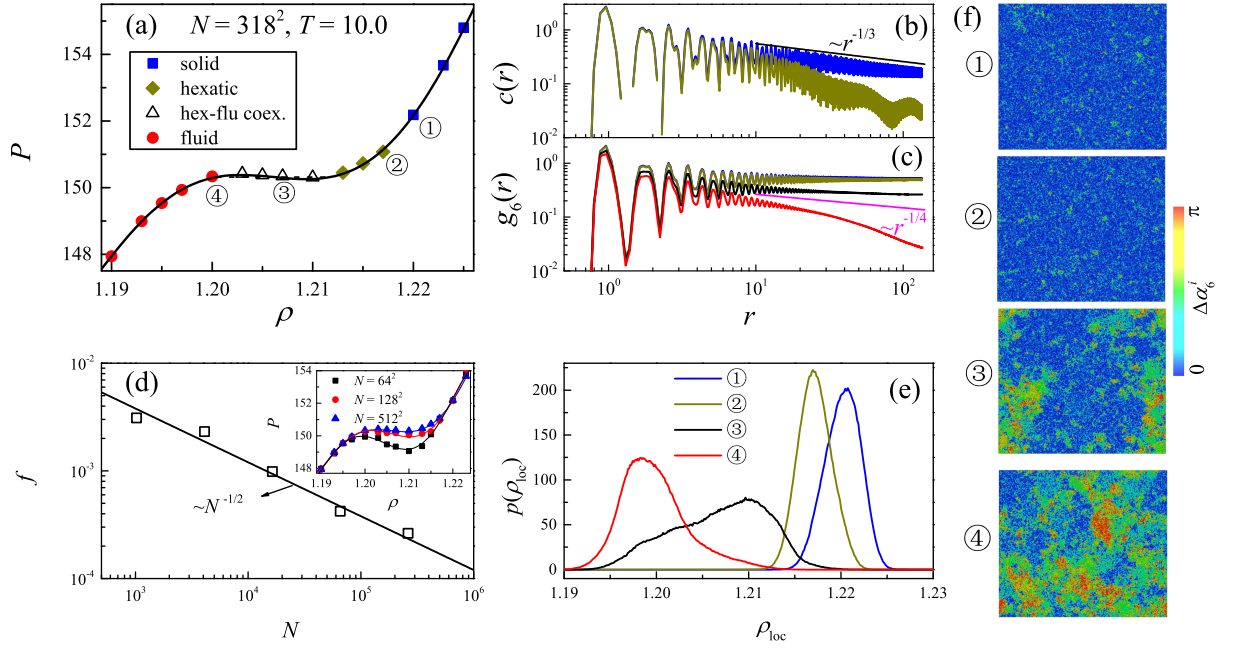 (a)
N = 318², T = 10.0
solid
hexatic
hex-flu coex.
fluid
①
②
③
④
154
152
150
148
P
1.19 1.20 1.21 1.22
ρ
(b)
~r^-1/3
10^0
10^-1
10^-2
c(r)
(c)
~r^-1/4
10^0
10^-1
10^-2
g₆(r)
10^0 10^1 10^2
r
(d)
10^-2
10^-3
10^-4
f
~N^-1/2
10^3 10^4 10^5 10^6
N
N = 64²
N = 128²
N = 512²
154
152
150
148
P
1.19 1.20 1.21 1.22
ρ
(e)
①
②
③
④
200
150
100
50
0
p(ρ_loc)
1.19 1.20 1.21 1.22 1.23
ρ_loc
(f)
①
②
③
④
π
Δα₆^i
0